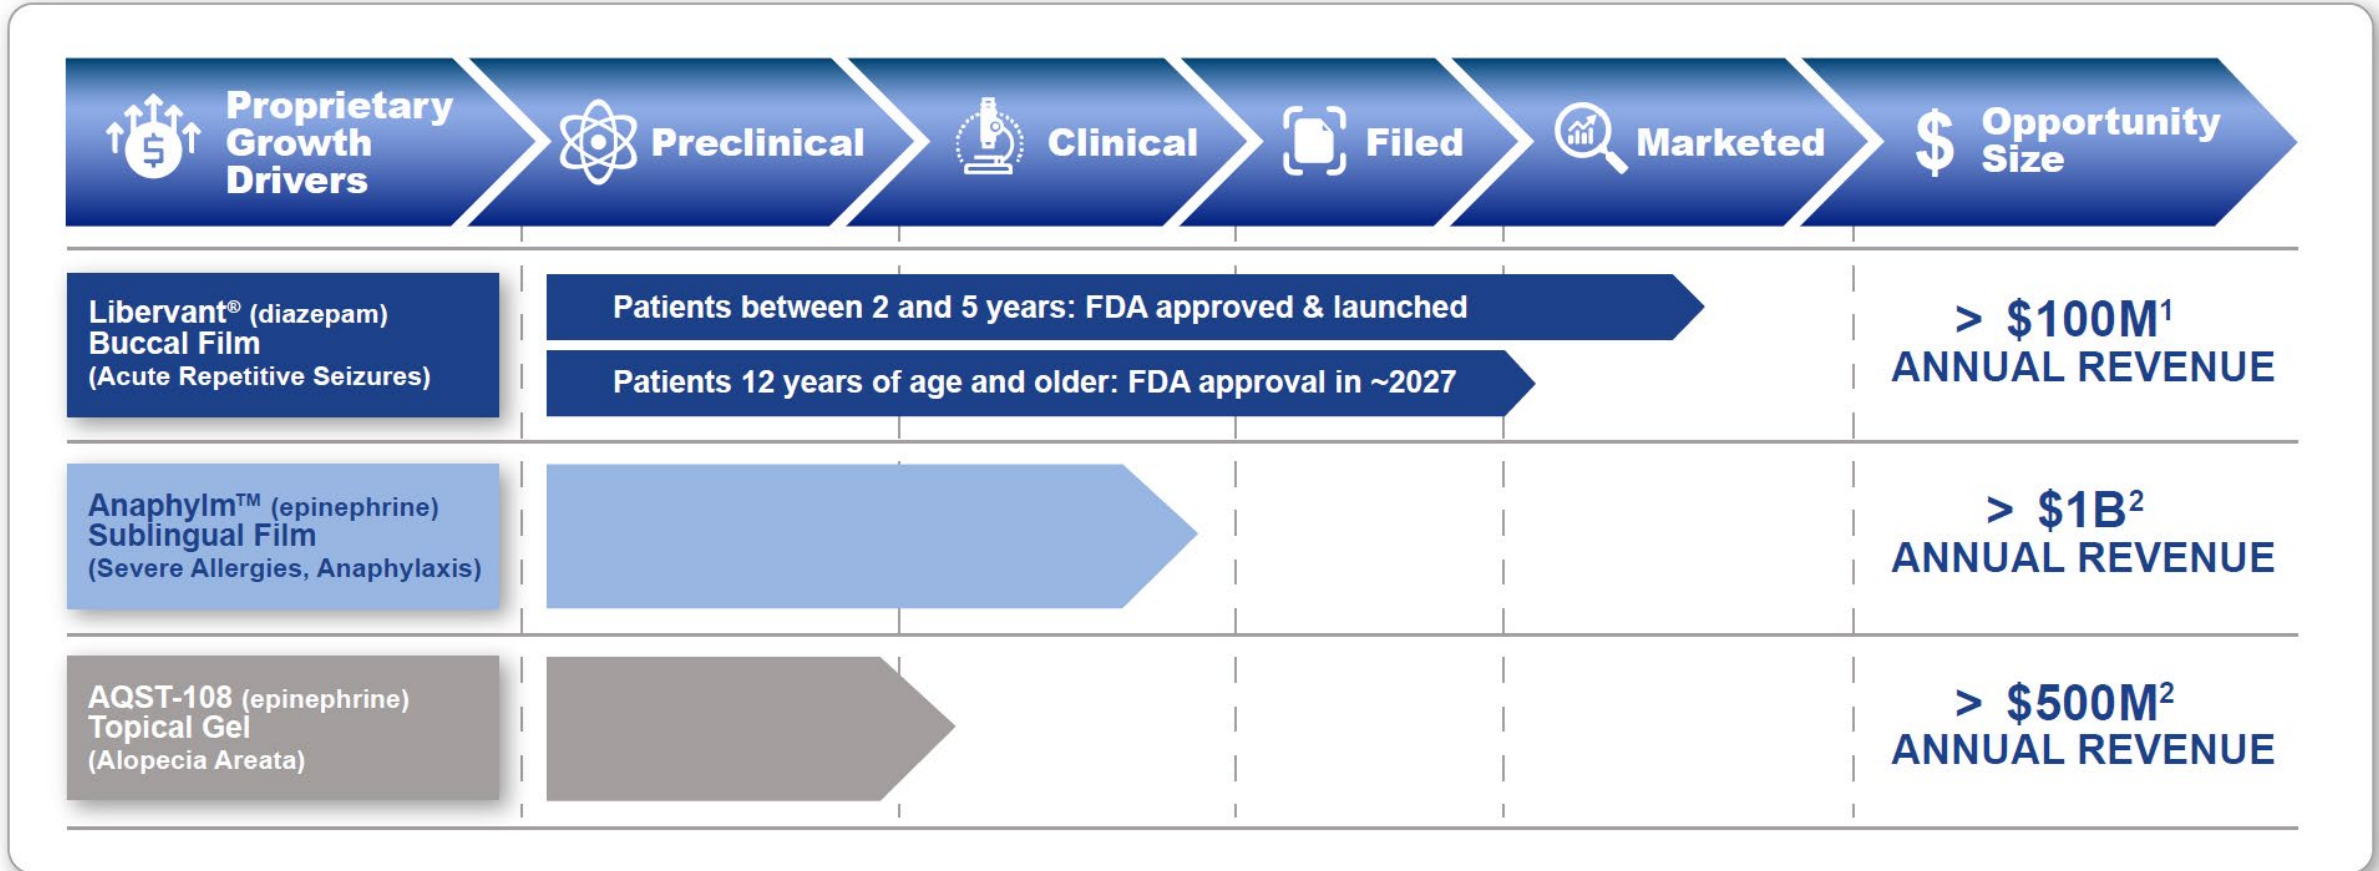 Proprietary
Growth
Drivers
Preclinical
Clinical
Filed
Marketed
$ Opportunity
Size
Libervant® (diazepam)
Buccal Film
(Acute Repetitive Seizures)
Patients between 2 and 5 years: FDA approved & launched
Patients 12 years of age and older: FDA approval in ~2027
> $100M¹
ANNUAL REVENUE
Anaphylm™ (epinephrine)
Sublingual Film
(Severe Allergies, Anaphylaxis)
> $1B²
ANNUAL REVENUE
AQST-108 (epinephrine)
Topical Gel
(Alopecia Areata)
> $500M²
ANNUAL REVENUE